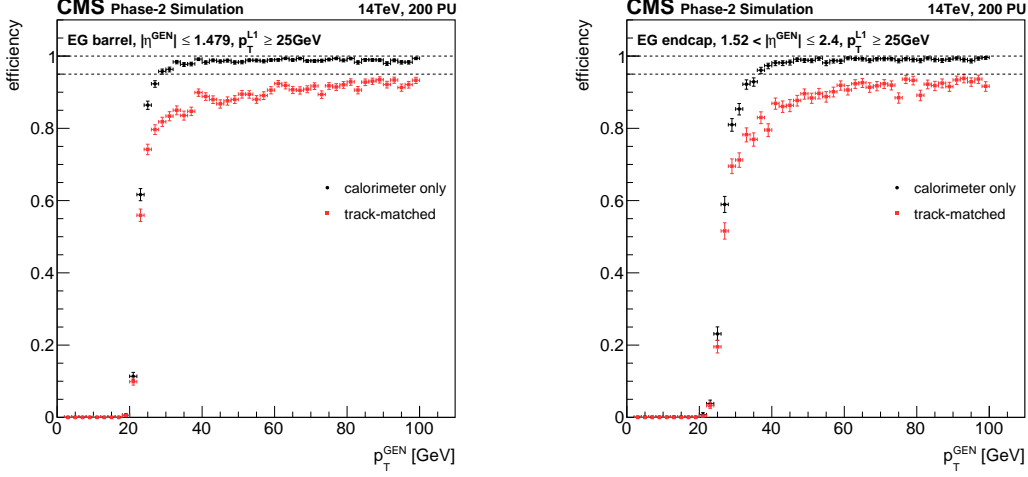 CMS Phase-2 Simulation 14TeV, 200 PU
efficiency
EG barrel, |η^GEN| ≤ 1.479, p_T^L1 ≥ 25GeV
1
0.8
0.6
0.4
0.2
0
calorimeter only
track-matched
0 20 40 60 80 100
p_T^GEN [GeV]
CMS Phase-2 Simulation 14TeV, 200 PU
efficiency
EG endcap, 1.52 < |η^GEN| ≤ 2.4, p_T^L1 ≥ 25GeV
1
0.8
0.6
0.4
0.2
0
calorimeter only
track-matched
0 20 40 60 80 100
p_T^GEN [GeV]